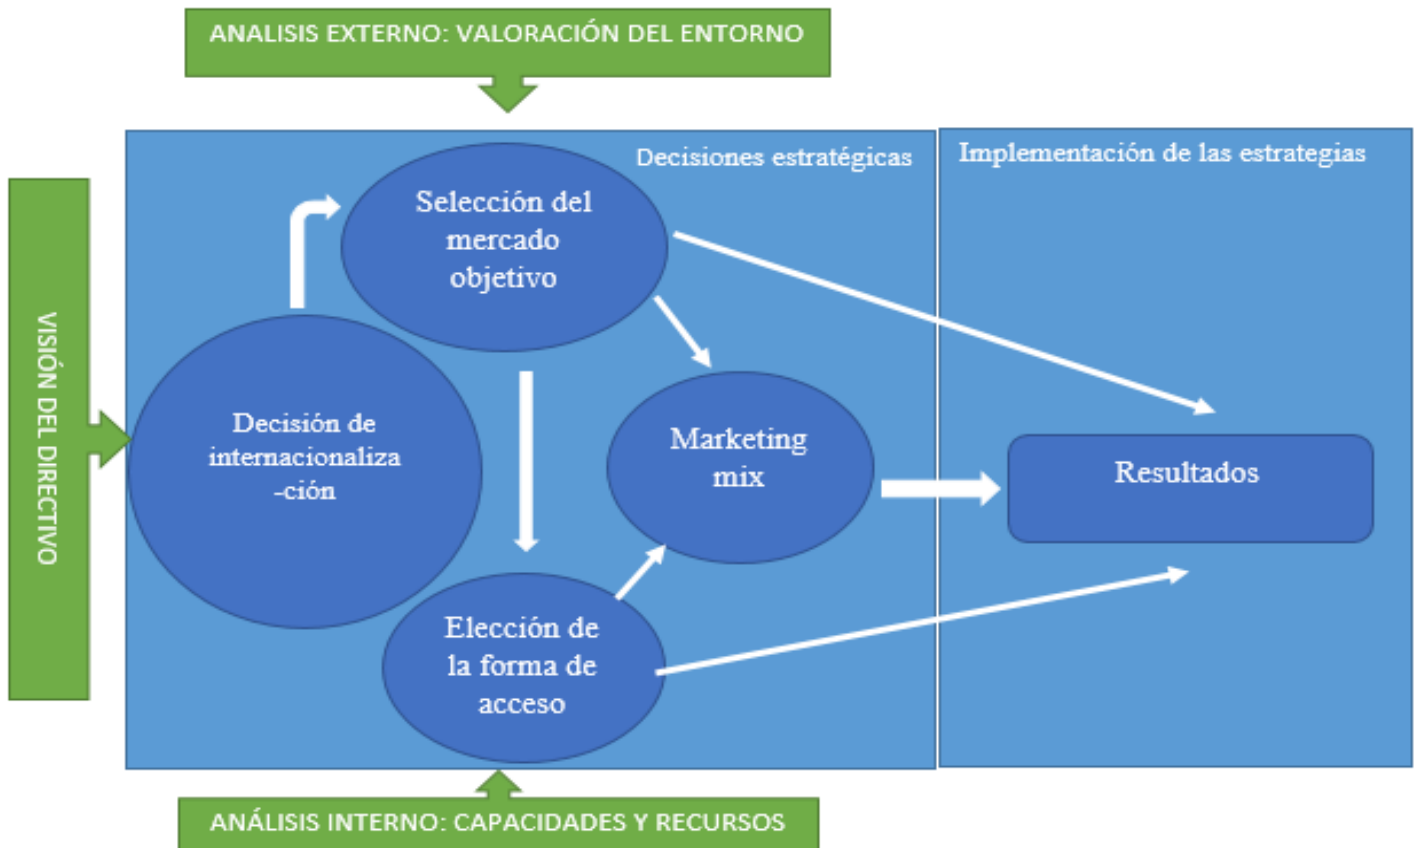 ANALISIS EXTERNO: VALORACIÓN DEL ENTORNO
Decisiones estratégicas
Implementación de las estrategias
Selección del
mercado
objetivo
VISIÓN DEL DIRECTIVO
Decisión de
internacionaliza
-ción
Marketing
mix
Resultados
Elección de
la forma de
acceso
ANÁLISIS INTERNO: CAPACIDADES Y RECURSOS